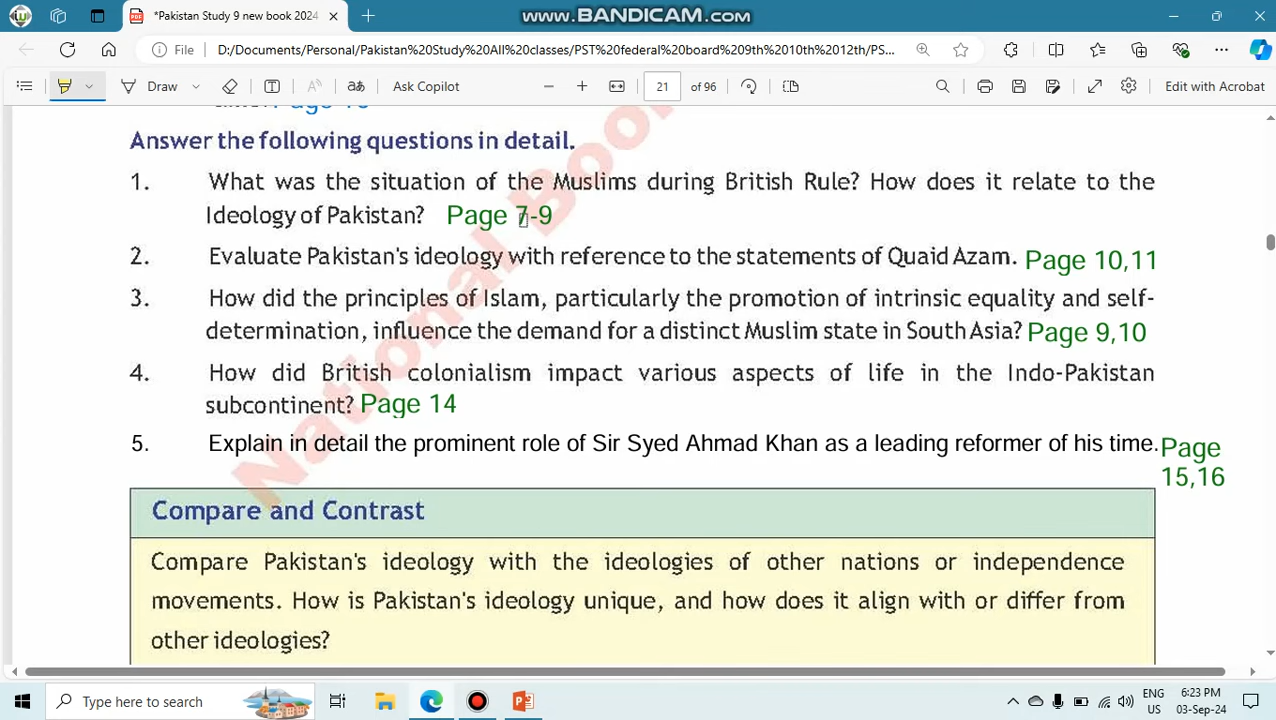 www.BANDICAM.com
*Pakistan Study 9 new book 2024
File
D:/Documents/Personal/Pakistan%20Study%20All%20classes/PST%20federal%20board%209th%2010th%2012th/PS...
Draw
Ask Copilot
21 of 96
Edit with Acrobat
Answer the following questions in detail.
1. What was the situation of the Muslims during British Rule? How does it relate to the
Ideology of Pakistan? Page 7-9
2. Evaluate Pakistan's ideology with reference to the statements of Quaid Azam. Page 10,11
3. How did the principles of Islam, particularly the promotion of intrinsic equality and self-
determination, influence the demand for a distinct Muslim state in South Asia? Page 9,10
4. How did British colonialism impact various aspects of life in the Indo-Pakistan
subcontinent? Page 14
5. Explain in detail the prominent role of Sir Syed Ahmad Khan as a leading reformer of his time. Page
15,16
National Boo
Compare and Contrast
Compare Pakistan's ideology with the ideologies of other nations or independence
movements. How is Pakistan's ideology unique, and how does it align with or differ from
other ideologies?
Type here to search
ENG
US
6:23 PM
03-Sep-24